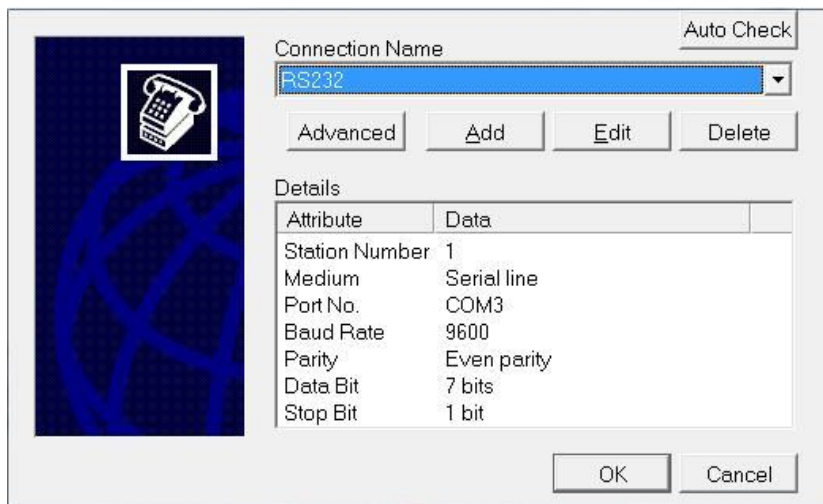 Auto Check
Connection Name
RS232
Advanced Add Edit Delete
Details
Attribute Data
Station Number 1
Medium Serial line
Port No. COM3
Baud Rate 9600
Parity Even parity
Data Bit 7 bits
Stop Bit 1 bit
OK Cancel